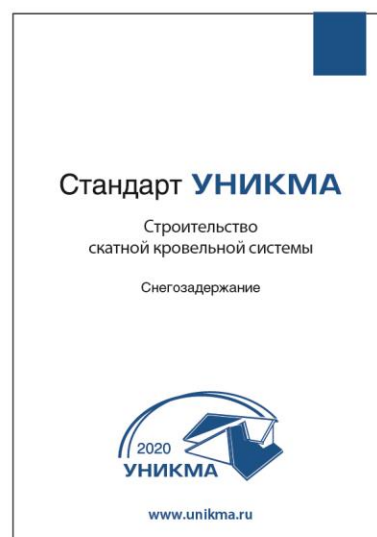 Стандарт УНИКМА
Строительство
скатной кровельной системы
Снегозадержание
2020
УНИКМА
www.unikma.ru